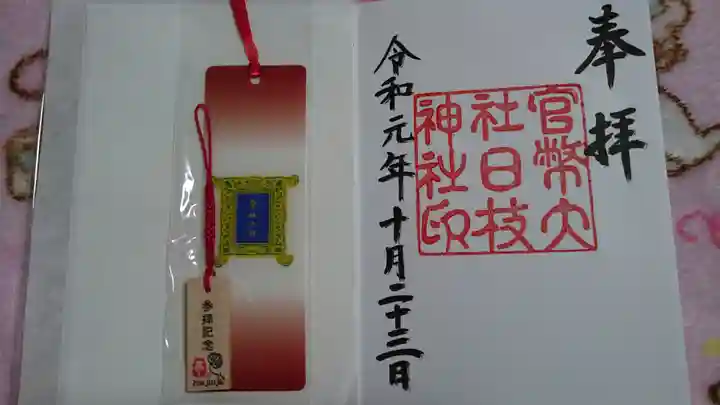 奉拝
官幣大
社日枝
神社印
令和元年十月二十三日
参拝記念